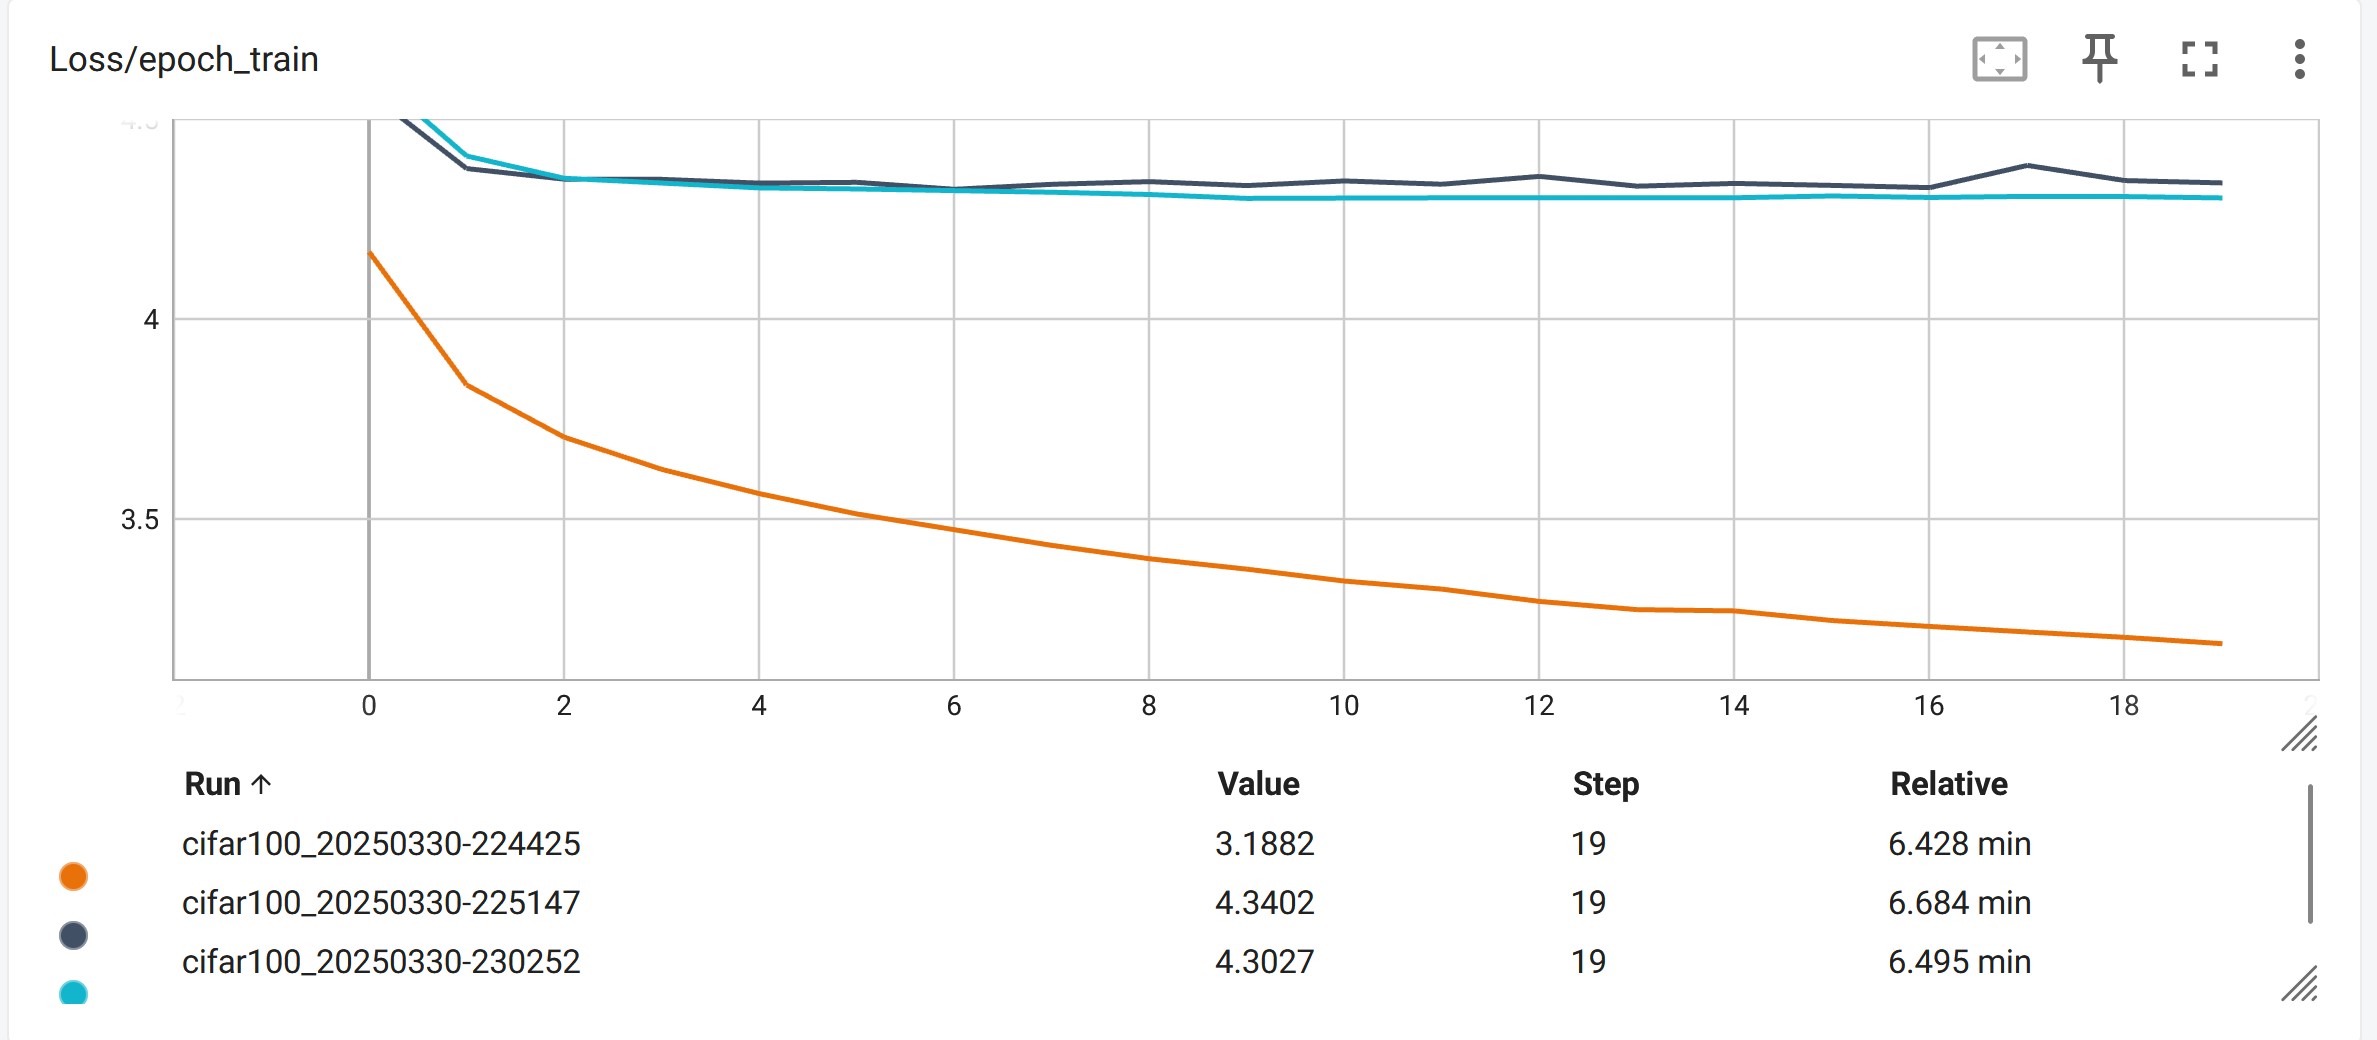 Loss/epoch_train
4
3.5
0 2 4 6 8 10 12 14 16 18
Run Value Step Relative
cifar100_20250330-224425 3.1882 19 6.428 min
cifar100_20250330-225147 4.3402 19 6.684 min
cifar100_20250330-230252 4.3027 19 6.495 min